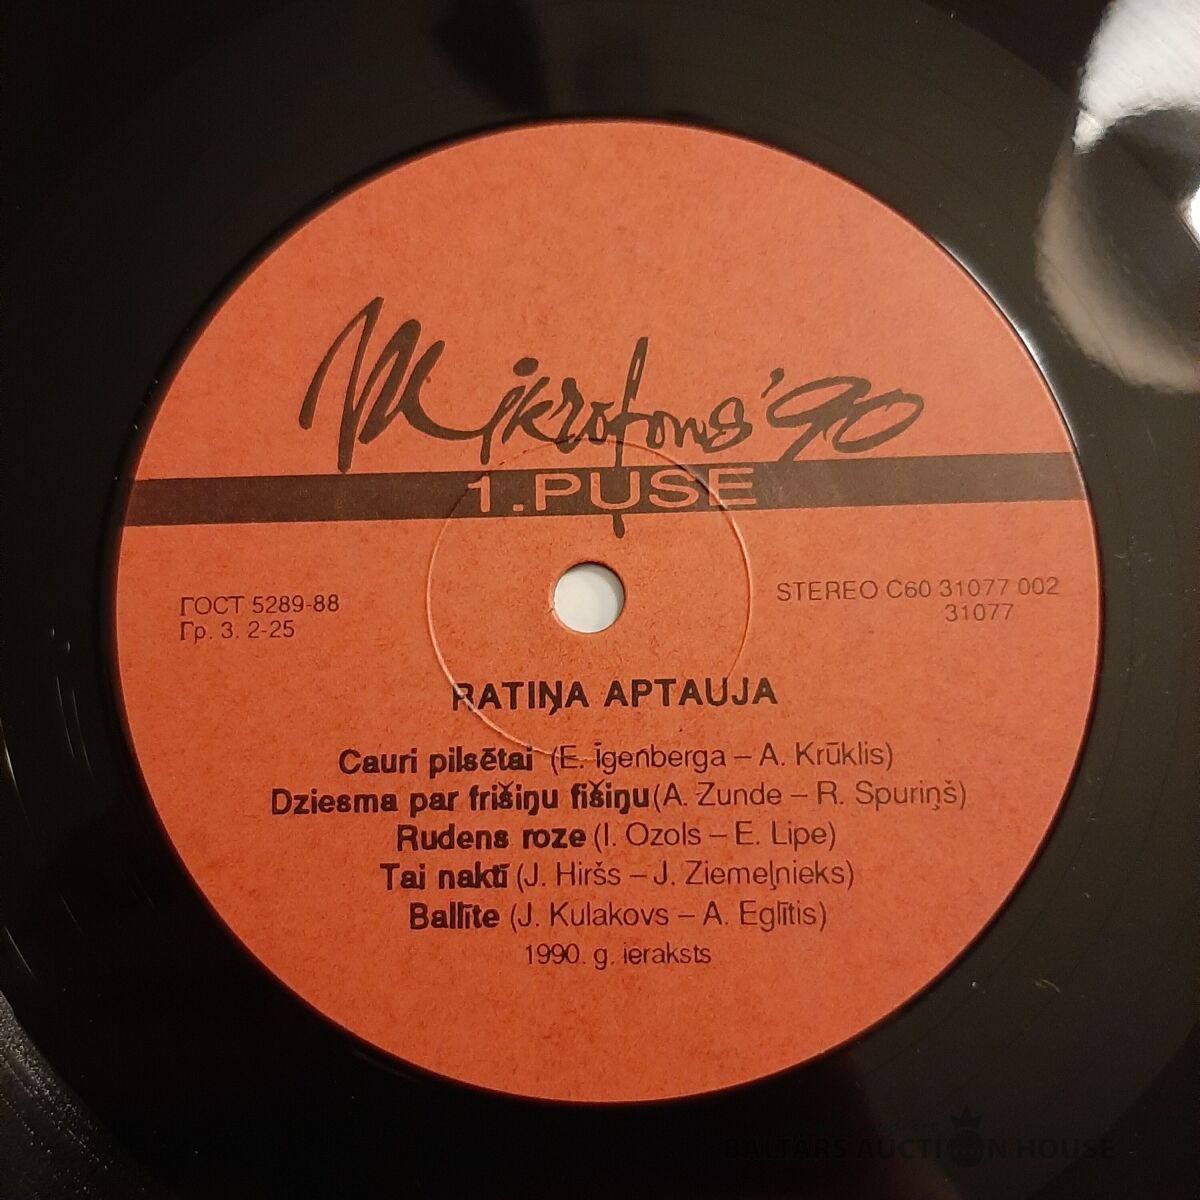 Mikrofons '90
1. PUSE
ГОСТ 5289-88
Гр. 3. 2-25
STEREO C60 31077 002
31077
RATIŅA APTAUJA
Cauri pilsētai (E. Īgenberga – A. Krūklis)
Dziesma par frišiņu fišiņu (A. Zunde – R. Spuriņš)
Rudens roze (I. Ozols – E. Lipe)
Tai naktī (J. Hiršs – J. Ziemeļnieks)
Ballīte (J. Kulakovs – A. Eglītis)
1990. g. ieraksts
BALTARS AUCTION HOUSE